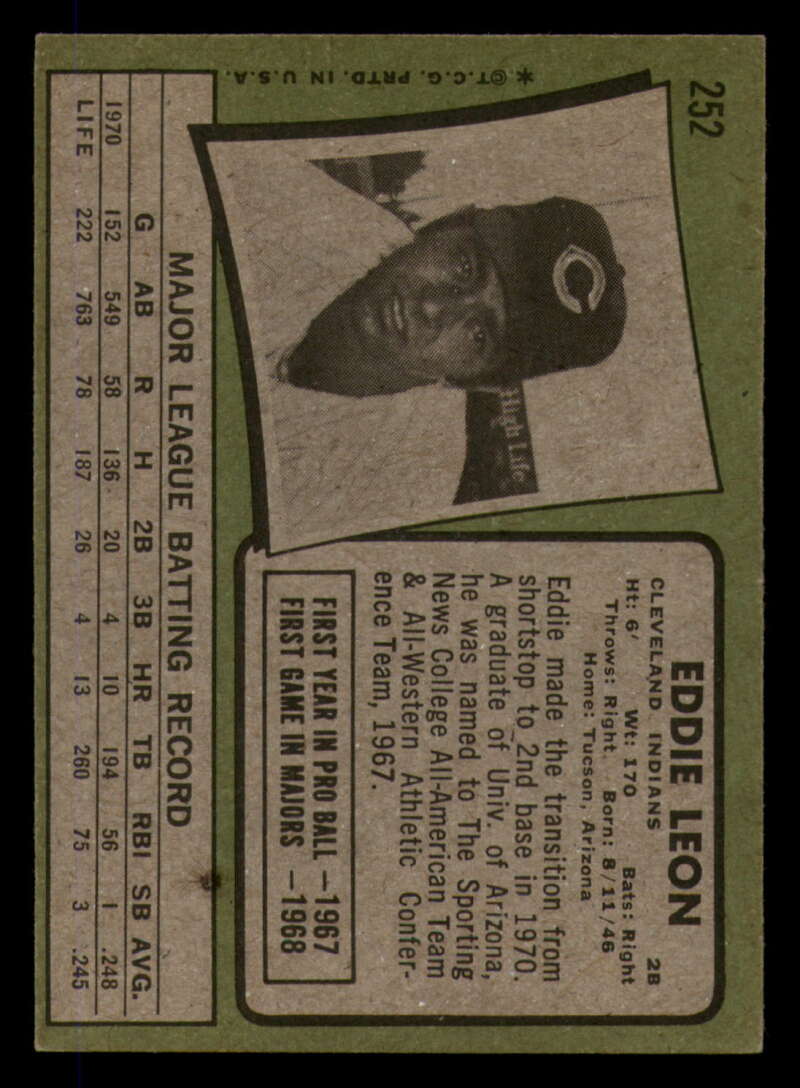 252
* ©T.C.G. PRTD. IN U.S.A.
C
High Life
EDDIE LEON
CLEVELAND INDIANS 2B
Ht: 6' Wt: 170 Bats: Right
Throws: Right Born: 8/11/46
Home: Tucson, Arizona
Eddie made the transition from
shortstop to 2nd base in 1970.
A graduate of Univ. of Arizona,
he was named to The Sporting
News College All-American Team
& All-Western Athletic Confer-
ence Team, 1967.
FIRST YEAR IN PRO BALL –1967
FIRST GAME IN MAJORS –1968
MAJOR LEAGUE BATTING RECORD
G AB R H 2B 3B HR TB RBI SB AVG.
1970 152 549 58 136 20 4 10 194 56 1 .248
LIFE 222 763 78 187 26 4 13 260 75 3 .245